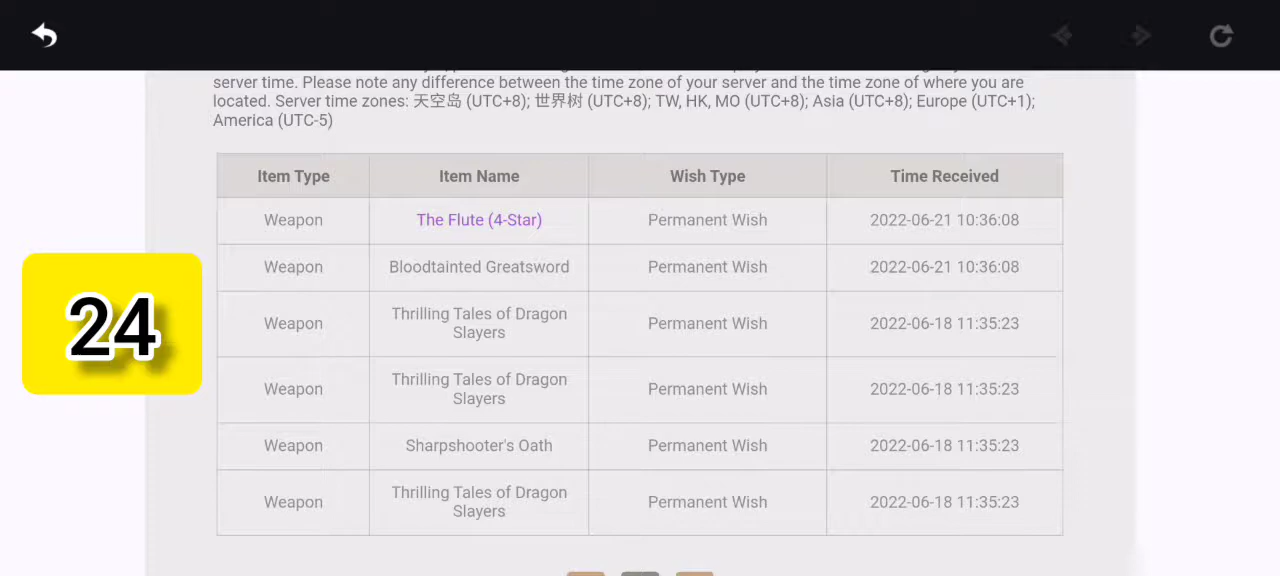 server time. Please note any difference between the time zone of your server and the time zone of where you are
located. Server time zones: 天空岛 (UTC+8); 世界树 (UTC+8); TW, HK, MO (UTC+8); Asia (UTC+8); Europe (UTC+1);
America (UTC-5)
Item Type Item Name Wish Type Time Received
Weapon The Flute (4-Star) Permanent Wish 2022-06-21 10:36:08
Weapon Bloodtainted Greatsword Permanent Wish 2022-06-21 10:36:08
24
Weapon Thrilling Tales of Dragon
Slayers Permanent Wish 2022-06-18 11:35:23
Weapon Thrilling Tales of Dragon
Slayers Permanent Wish 2022-06-18 11:35:23
Weapon Sharpshooter's Oath Permanent Wish 2022-06-18 11:35:23
Weapon Thrilling Tales of Dragon
Slayers Permanent Wish 2022-06-18 11:35:23